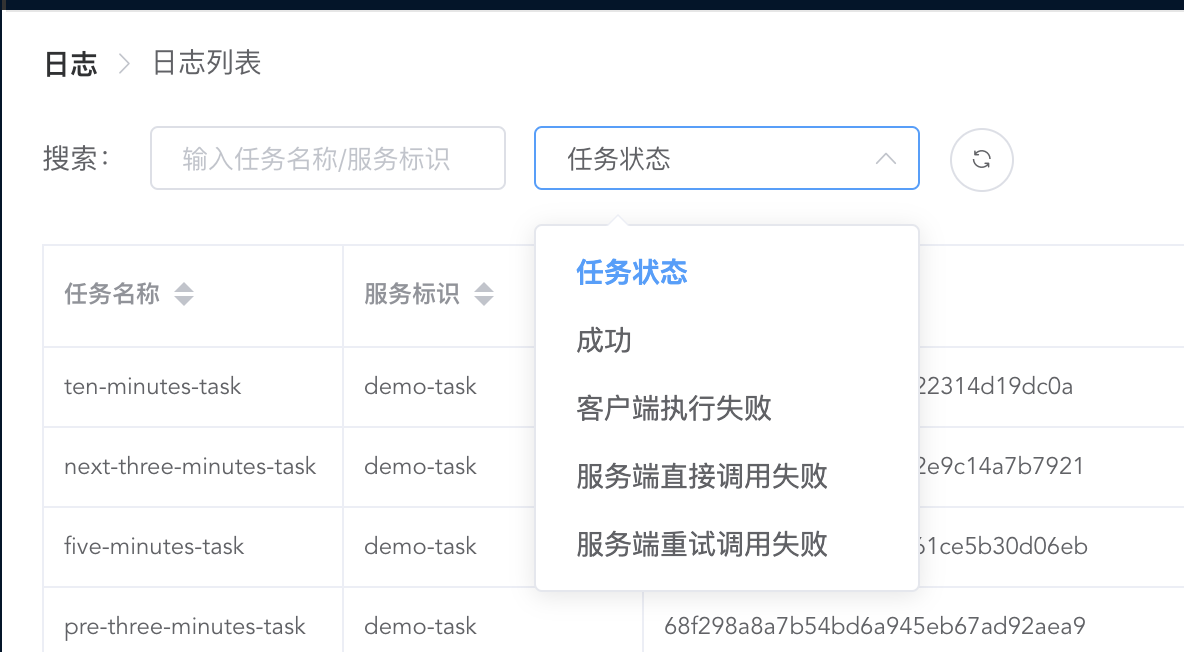 日志 > 日志列表
搜索： 输入任务名称/服务标识 任务状态
任务状态
成功
客户端执行失败
服务端直接调用失败
服务端重试调用失败
任务名称 服务标识
ten-minutes-task demo-task 22314d19dc0a
next-three-minutes-task demo-task 2e9c14a7b7921
five-minutes-task demo-task 61ce5b30d06eb
pre-three-minutes-task demo-task 68f298a8a7b54bd6a945eb67ad92aea9